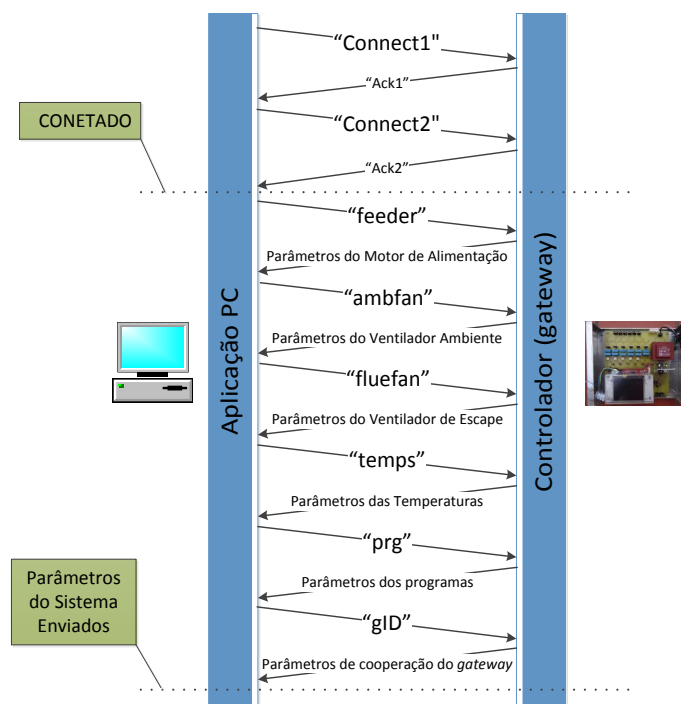 “Connect1"
“Ack1”
CONETADO
“Connect2"
“Ack2”
“feeder”
Parâmetros do Motor de Alimentação
“ambfan”
Parâmetros do Ventilador Ambiente
“fluefan”
Parâmetros do Ventilador de Escape
“temps”
Parâmetros das Temperaturas
“prg”
Parâmetros dos programas
“gID”
Parâmetros de cooperação do gateway
Parâmetros
do Sistema
Enviados
Aplicação PC
Controlador (gateway)